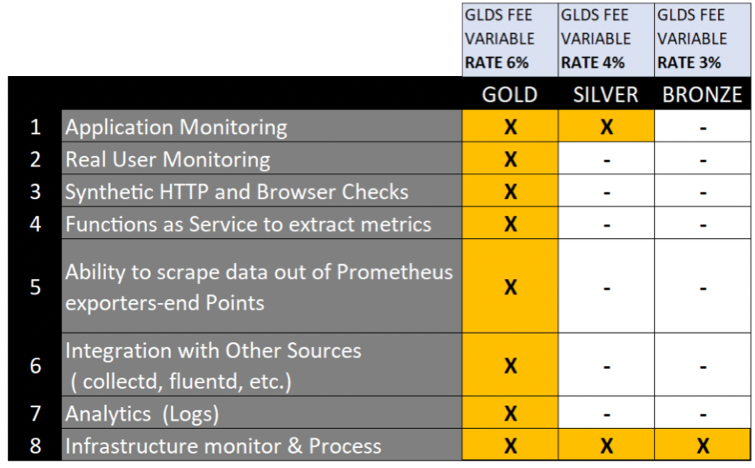 GLDS FEE VARIABLE RATE 6% GLDS FEE VARIABLE RATE 4% GLDS FEE VARIABLE RATE 3%
GOLD SILVER BRONZE
1 Application Monitoring X X -
2 Real User Monitoring X - -
3 Synthetic HTTP and Browser Checks X - -
4 Functions as Service to extract metrics X - -
5 Ability to scrape data out of Prometheus
exporters-end Points X - -
6 Integration with Other Sources
( collectd, fluentd, etc.) X - -
7 Analytics (Logs) X - -
8 Infrastructure monitor & Process X X X